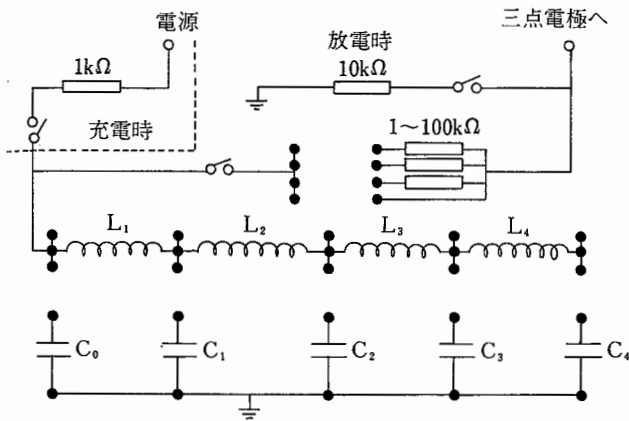 電源
三点電極へ
1kΩ
放電時
10kΩ
充電時
1～100kΩ
L₁
L₂
L₃
L₄
C₀
C₁
C₂
C₃
C₄